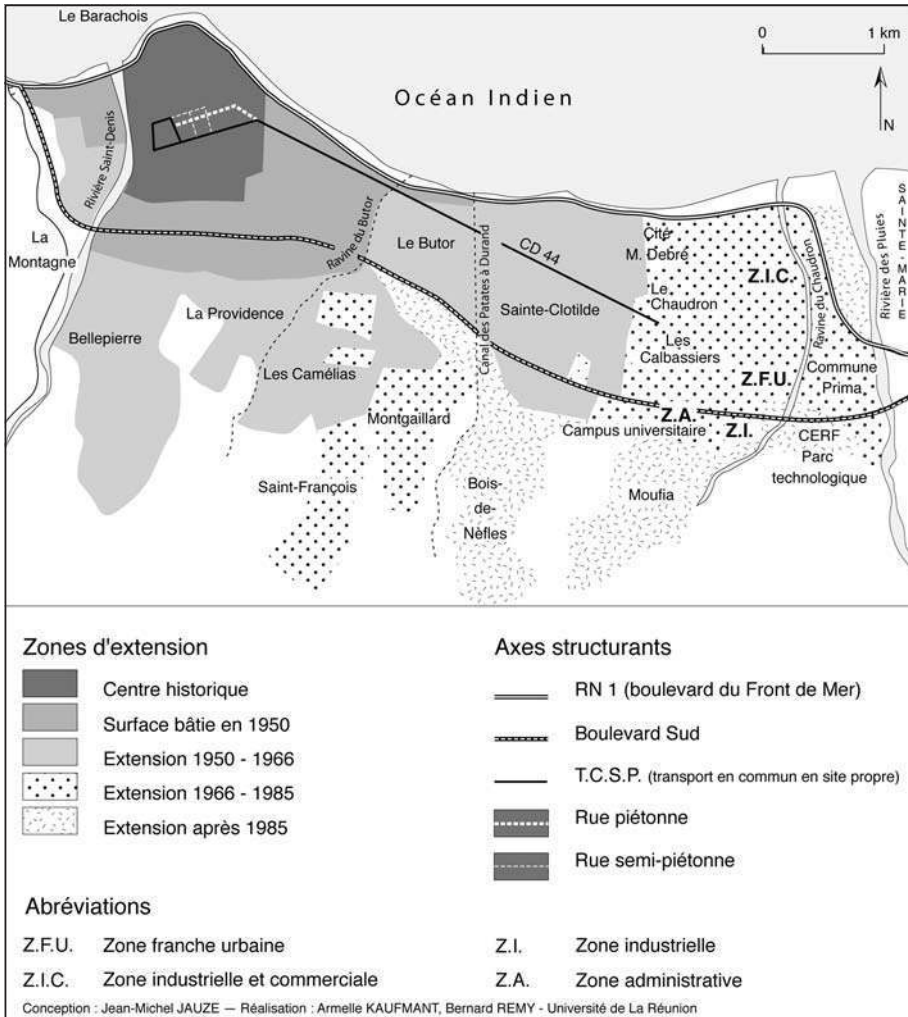 Le Barachois
0 1 km
Océan Indien
N
Rivière Saint-Denis
La
Montagne
Ravine du Butor
Le Butor
Canal des Patates à Durand
CD 44
Cité
M. Debré
Le
Chaudron
Z.I.C.
Ravine du Chaudron
Rivière des Pluies
SAINTE-MARIE
La Providence
Sainte-Clotilde
Bellepierre
Les
Calbassiers
Les Camélias
Z.F.U.
Commune
Prima
Montgaillard
Z.A.
Campus universitaire
Z.I.
CERF
Parc
technologique
Saint-François
Bois-
de-
Nèfles
Moufia
Zones d'extension
Centre historique
Surface bâtie en 1950
Extension 1950 - 1966
Extension 1966 - 1985
Extension après 1985
Axes structurants
RN 1 (boulevard du Front de Mer)
Boulevard Sud
T.C.S.P. (transport en commun en site propre)
Rue piétonne
Rue semi-piétonne
Abréviations
Z.F.U. Zone franche urbaine
Z.I.C. Zone industrielle et commerciale
Z.I. Zone industrielle
Z.A. Zone administrative
Conception : Jean-Michel JAUZE — Réalisation : Armelle KAUFMANT, Bernard REMY - Université de La Réunion